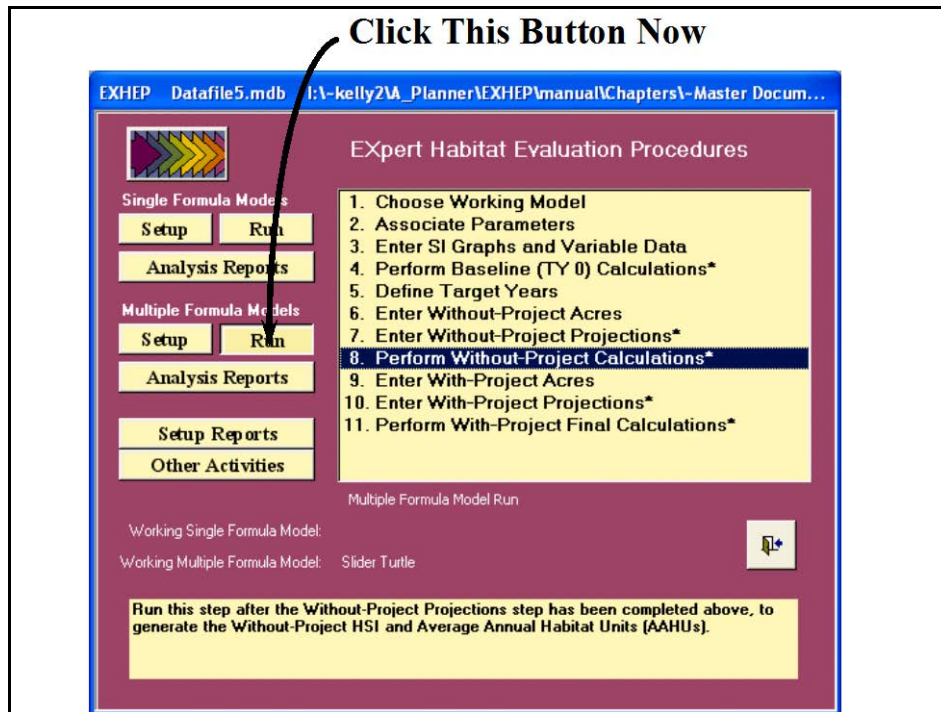 Click This Button Now
EXHEP Datafile5.mdb I:\~kelly2\A_Planner\EXHEP\manual\Chapters\~Master Docum...
EXpert Habitat Evaluation Procedures
Single Formula Models
Setup Run
Analysis Reports
Multiple Formula Models
Setup Run
Analysis Reports
Setup Reports
Other Activities
1. Choose Working Model
2. Associate Parameters
3. Enter SI Graphs and Variable Data
4. Perform Baseline (TY 0) Calculations*
5. Define Target Years
6. Enter Without-Project Acres
7. Enter Without-Project Projections*
8. Perform Without-Project Calculations*
9. Enter With-Project Acres
10. Enter With-Project Projections*
11. Perform With-Project Final Calculations*
Multiple Formula Model Run
Working Single Formula Model:
Working Multiple Formula Model: Slider Turtle
Run this step after the Without-Project Projections step has been completed above, to
generate the Without-Project HSI and Average Annual Habitat Units (AAHUs).